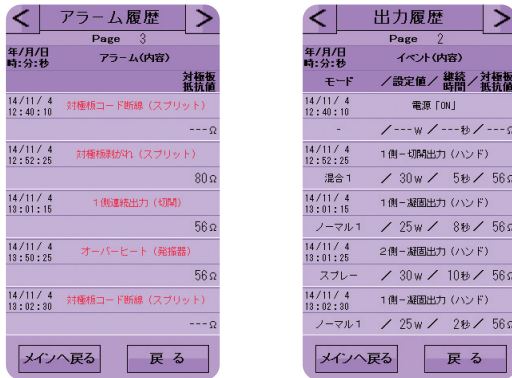 < アラーム履歴 >
Page 3
年/月/日
時:分:秒
アラーム(内容)
対極板
抵抗値
14/11/ 4
12:40:10
対極板コード断線(スプリット)
---Ω
14/11/ 4
12:52:25
対極板剥がれ(スプリット)
80Ω
14/11/ 4
13:01:15
1側連続出力(切開)
56Ω
14/11/ 4
13:50:25
オーバーヒート(発振器)
56Ω
14/11/ 4
13:02:30
対極板コード断線(スプリット)
---Ω
メインへ戻る 戻 る
< 出力履歴 >
Page 2
年/月/日
時:分:秒
イベント(内容)
モード /設定値/継続時間/対極板抵抗値
14/11/ 4
12:40:10
電源「ON」
- /---W/---秒/---Ω
14/11/ 4
12:52:25
1側-切開出力(ハンド)
混合1 / 30W/ 5秒/ 56Ω
14/11/ 4
13:01:15
1側-凝固出力(ハンド)
ノーマル1 / 25W/ 8秒/ 56Ω
14/11/ 4
13:01:25
2側-凝固出力(ハンド)
スプレー / 30W/ 10秒/ 56Ω
14/11/ 4
13:02:30
1側-凝固出力(ハンド)
ノーマル1 / 25W/ 2秒/ 56Ω
メインへ戻る 戻 る